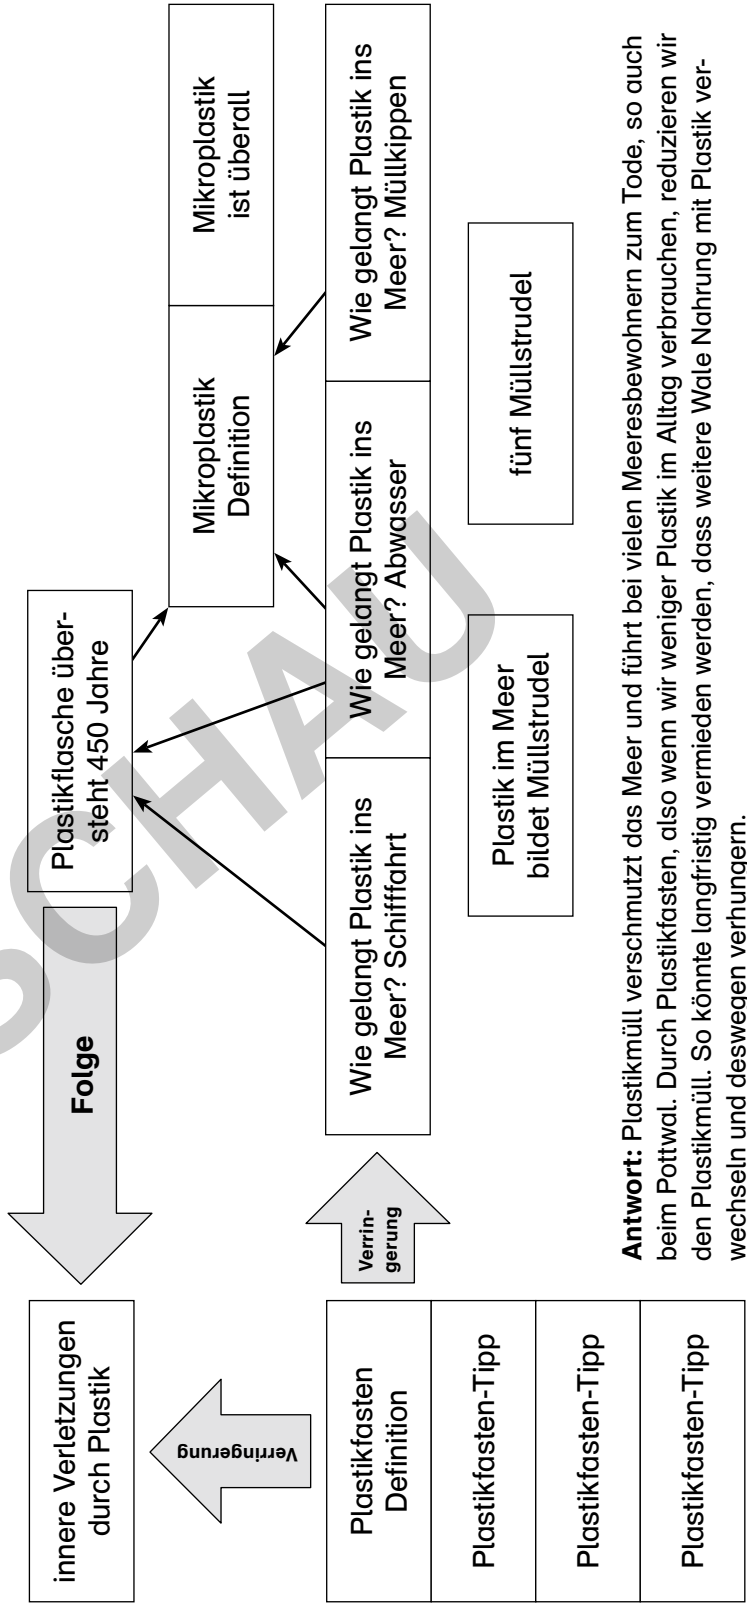 innere Verletzungen
durch Plastik
Folge
Plastikflasche über-
steht 450 Jahre
Mikroplastik
Definition
Mikroplastik
ist überall
Verringerung
Plastikfasten
Definition
Plastikfasten-Tipp
Plastikfasten-Tipp
Plastikfasten-Tipp
Verrin-
gerung
Wie gelangt Plastik ins
Meer? Schifffahrt
Wie gelangt Plastik ins
Meer? Abwasser
Wie gelangt Plastik ins
Meer? Müllkippen
Plastik im Meer
bildet Müllstrudel
fünf Müllstrudel
Antwort: Plastikmüll verschmutzt das Meer und führt bei vielen Meeresbewohnern zum Tode, so auch
beim Pottwal. Durch Plastikfasten, also wenn wir weniger Plastik im Alltag verbrauchen, reduzieren wir
den Plastikmüll. So könnte langfristig vermieden werden, dass weitere Wale Nahrung mit Plastik ver-
wechseln und deswegen verhungern.
SCHAU